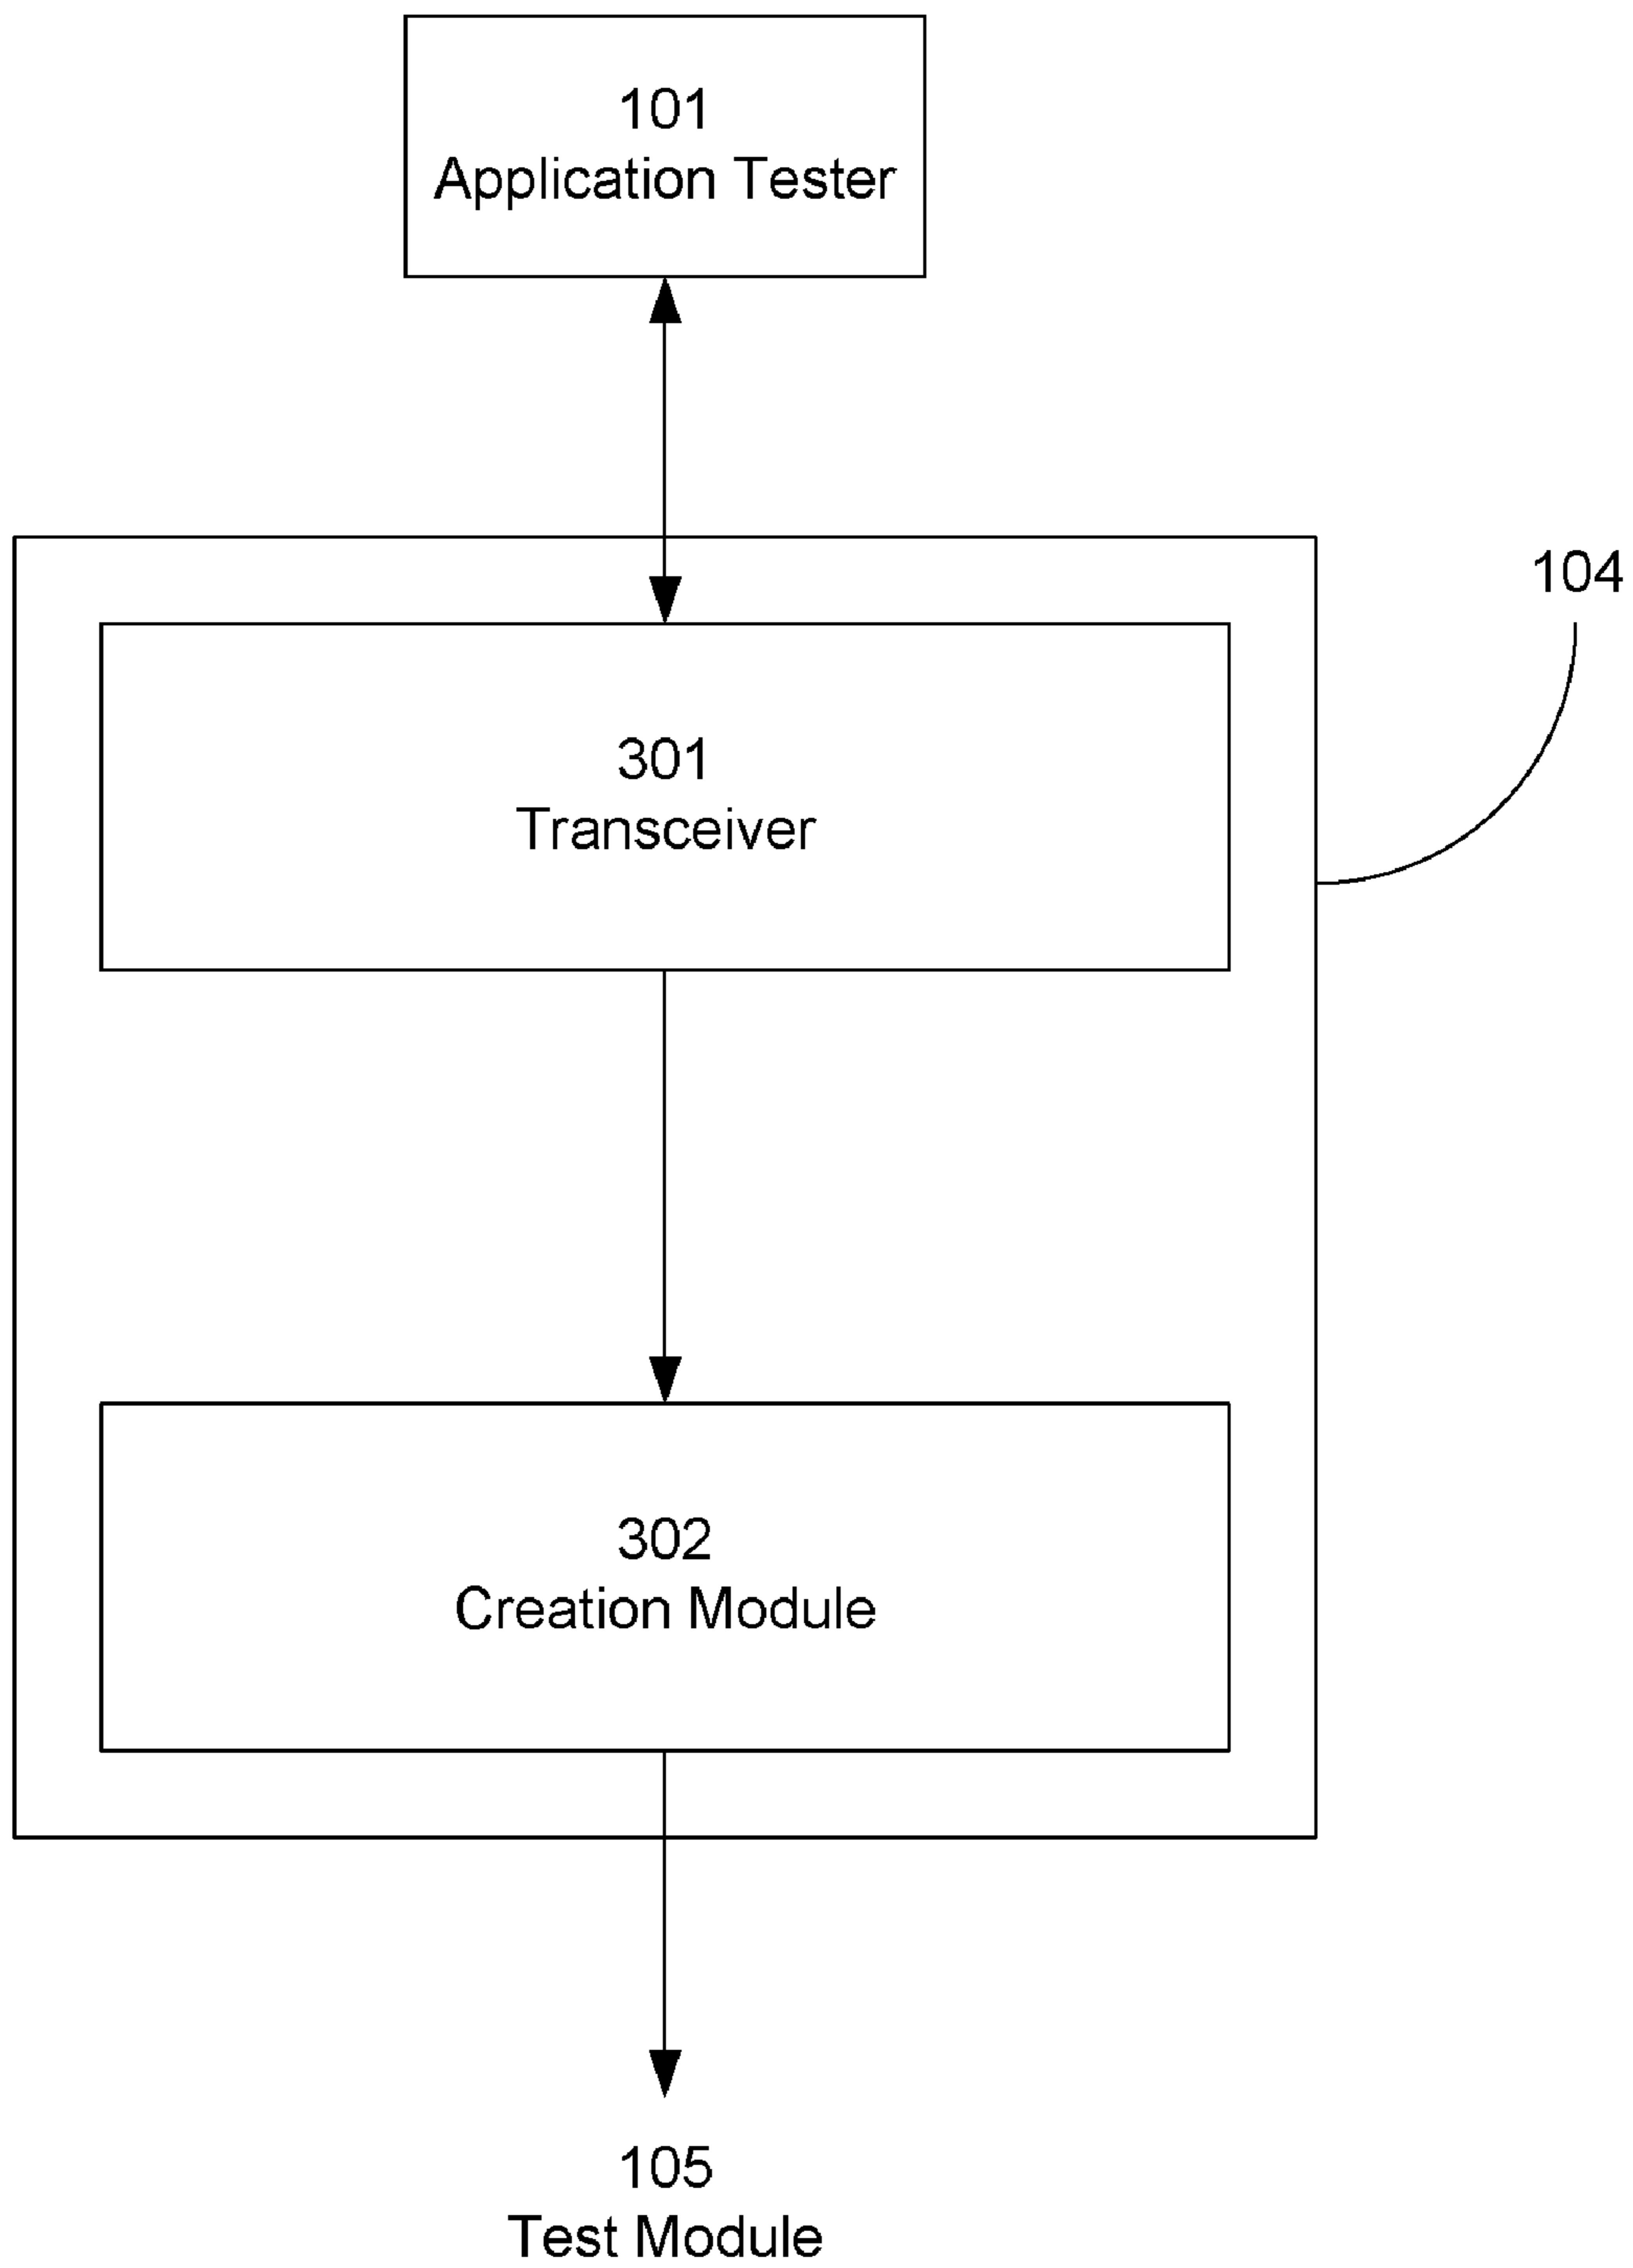 101
Application Tester
104
301
Transceiver
302
Creation Module
105
Test Module